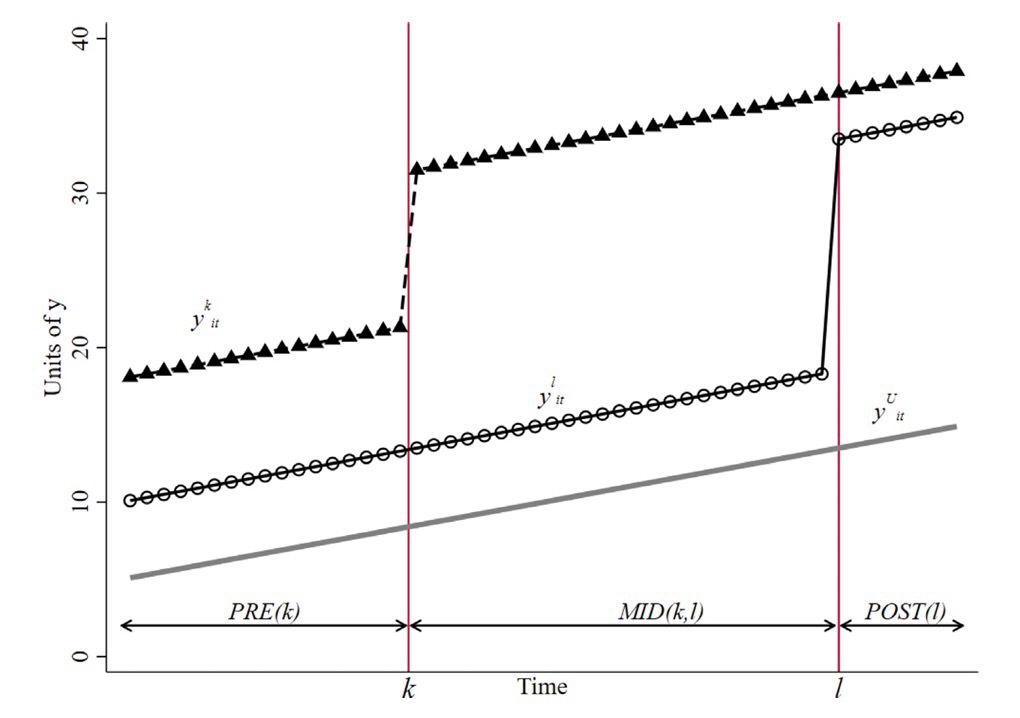 40
30
20
10
0
Units of y
y^k_it
y^l_it
y^U_it
PRE(k)
MID(k,l)
POST(l)
k
Time
l